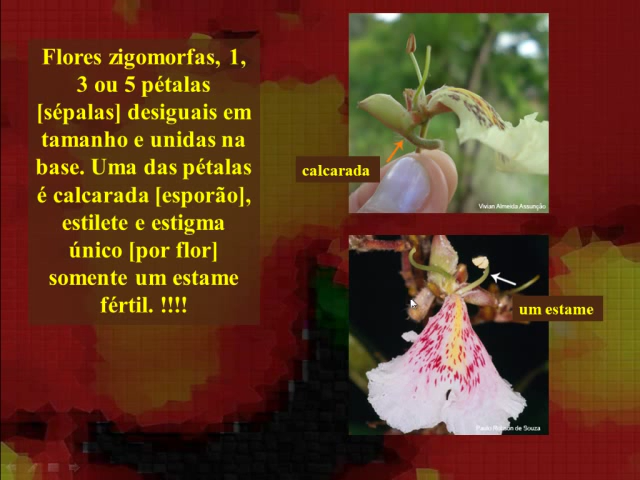 Flores zigomorfas, 1,
3 ou 5 pétalas
[sépalas] desiguais em
tamanho e unidas na
base. Uma das pétalas
é calcarada [esporão],
estilete e estigma
único [por flor]
somente um estame
fértil. !!!!
calcarada
Vivian Almeida Assunção
um estame
Paulo Robson de Souza